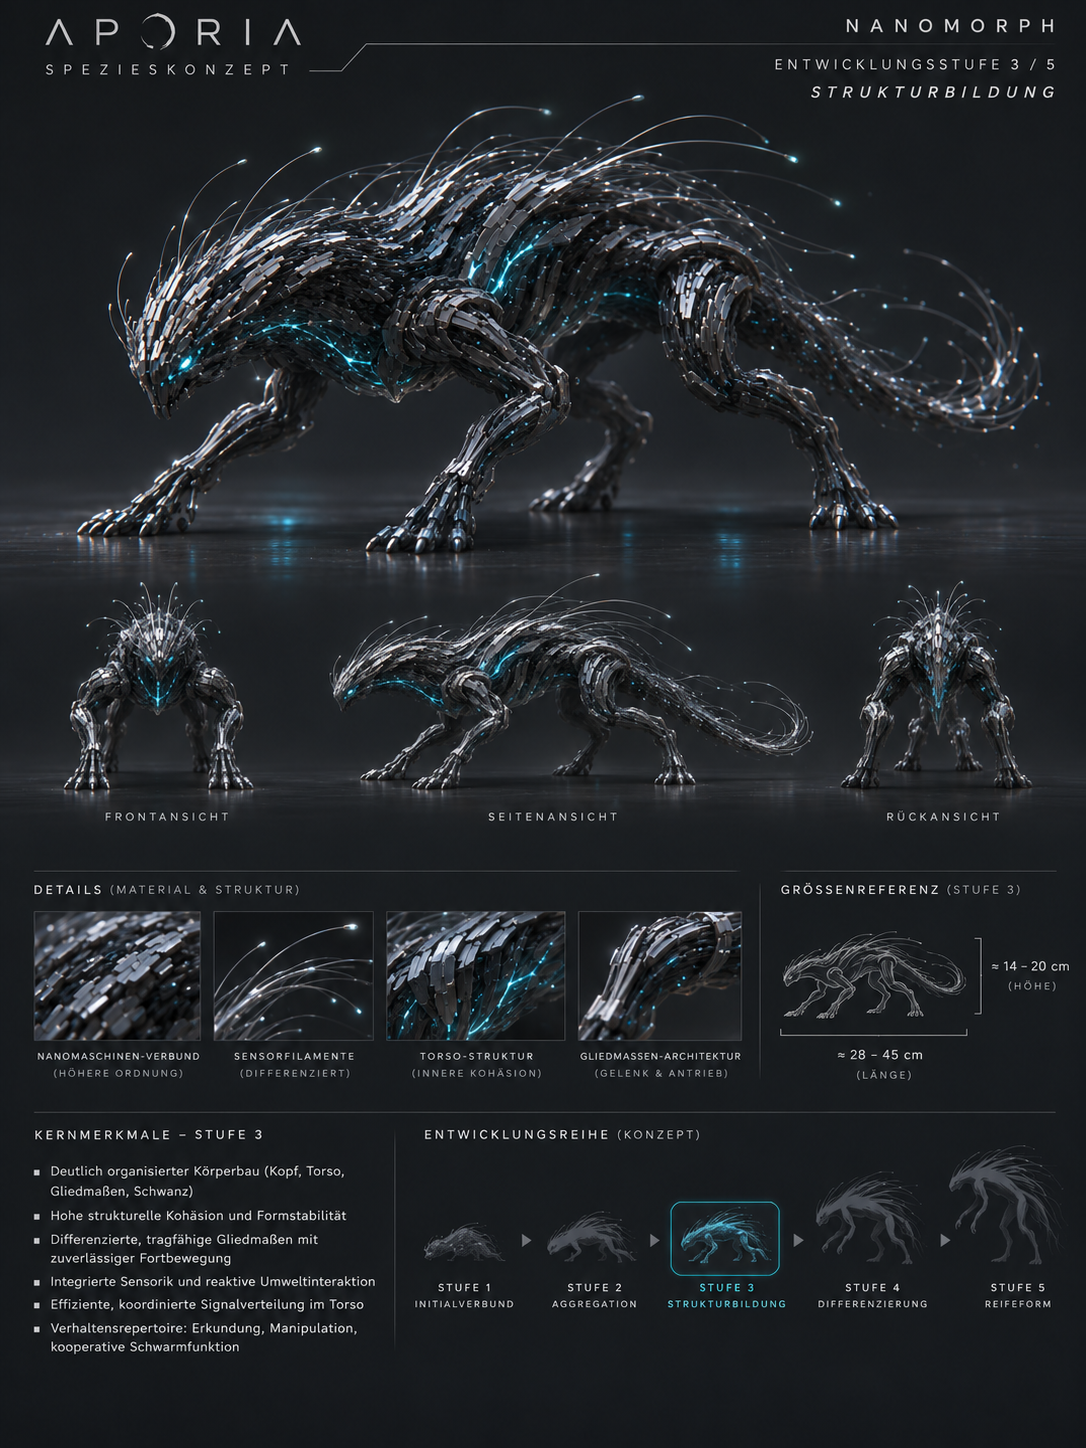 APORIA
SPEZIESKONZEPT
NANOMORPH
ENTWICKLUNGSSTUFE 3 / 5
STRUKTURBILDUNG
FRONTANSICHT
SEITENANSICHT
RÜCKANSICHT
DETAILS (MATERIAL & STRUKTUR)
NANOMASCHINEN-VERBUND
(HÖHERE ORDNUNG)
SENSORFILAMENTE
(DIFFERENZIERT)
TORSO-STRUKTUR
(INNERE KOHÄSION)
GLIEDMASSEN-ARCHITEKTUR
(GELENK & ANTRIEB)
GRÖSSENREFERENZ (STUFE 3)
≈ 14 – 20 cm
(HÖHE)
≈ 28 – 45 cm
(LÄNGE)
KERNMERKMALE – STUFE 3
▪ Deutlich organisierter Körperbau (Kopf, Torso,
Gliedmaßen, Schwanz)
▪ Hohe strukturelle Kohäsion und Formstabilität
▪ Differenzierte, tragfähige Gliedmaßen mit
zuverlässiger Fortbewegung
▪ Integrierte Sensorik und reaktive Umweltinteraktion
▪ Effiziente, koordinierte Signalverteilung im Torso
▪ Verhaltensrepertoire: Erkundung, Manipulation,
kooperative Schwarmfunktion
ENTWICKLUNGSREIHE (KONZEPT)
STUFE 1
INITIALVERBUND
STUFE 2
AGGREGATION
STUFE 3
STRUKTURBILDUNG
STUFE 4
DIFFERENZIERUNG
STUFE 5
REIFEFORM